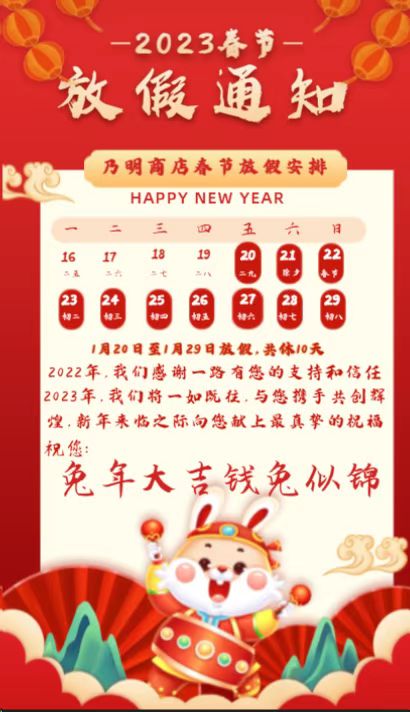 2023春节
放假通知
乃明商店春节放假安排
HAPPY NEW YEAR
一 二 三 四 五 六 日
16 17 18 19 20 21 22
二五 二六 二七 二八 二九 除夕 春节
23 24 25 26 27 28 29
初二 初三 初四 初五 初六 初七 初八
1月20日至1月29日放假,共休10天
2022年,我们感谢一路有您的支持和信任
2023年,我们将一如既往,与您携手共创辉
煌,新年来临之际向您献上最真挚的祝福
祝您:
兔年大吉钱兔似锦